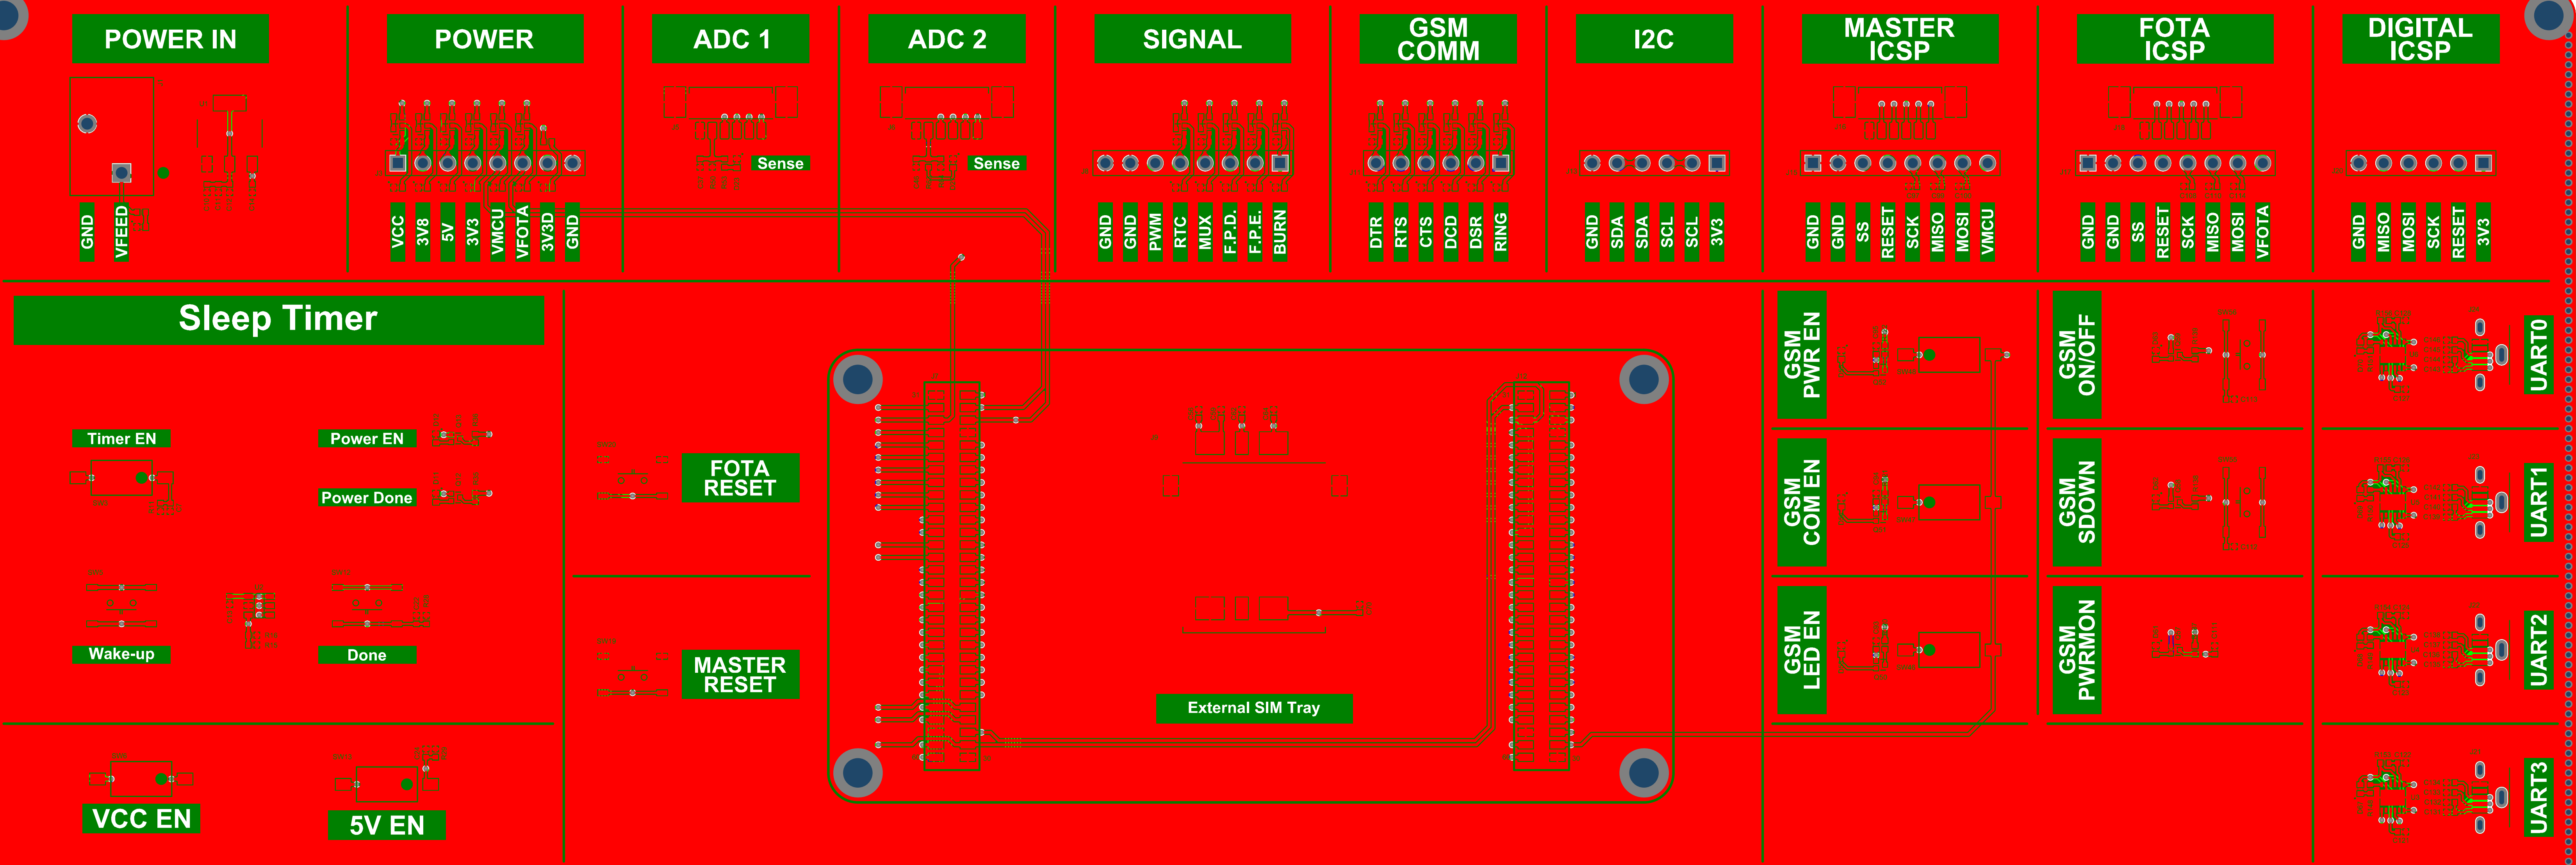 POWER IN
POWER
ADC 1
ADC 2
SIGNAL
GSM
COMM
I2C
MASTER
ICSP
FOTA
ICSP
DIGITAL
ICSP
Sense
Sense
GND
VFEED
VCC
3V8
5V
3V3
VMCU
VFOTA
3V3D
GND
GND
GND
PWM
RTC
MUX
F.P.D.
F.P.E.
BURN
DTR
RTS
CTS
DCD
DSR
RING
GND
SDA
SDA
SCL
SCL
3V3
GND
GND
SS
RESET
SCK
MISO
MOSI
VMCU
GND
GND
SS
RESET
SCK
MISO
MOSI
VFOTA
GND
MISO
MOSI
SCK
RESET
3V3
Sleep Timer
Timer EN
Power EN
Power Done
Wake-up
Done
VCC EN
5V EN
FOTA
RESET
MASTER
RESET
External SIM Tray
GSM
PWR EN
GSM
ON/OFF
UART0
GSM
COM EN
GSM
SDOWN
UART1
GSM
LED EN
GSM
PWRMON
UART2
UART3